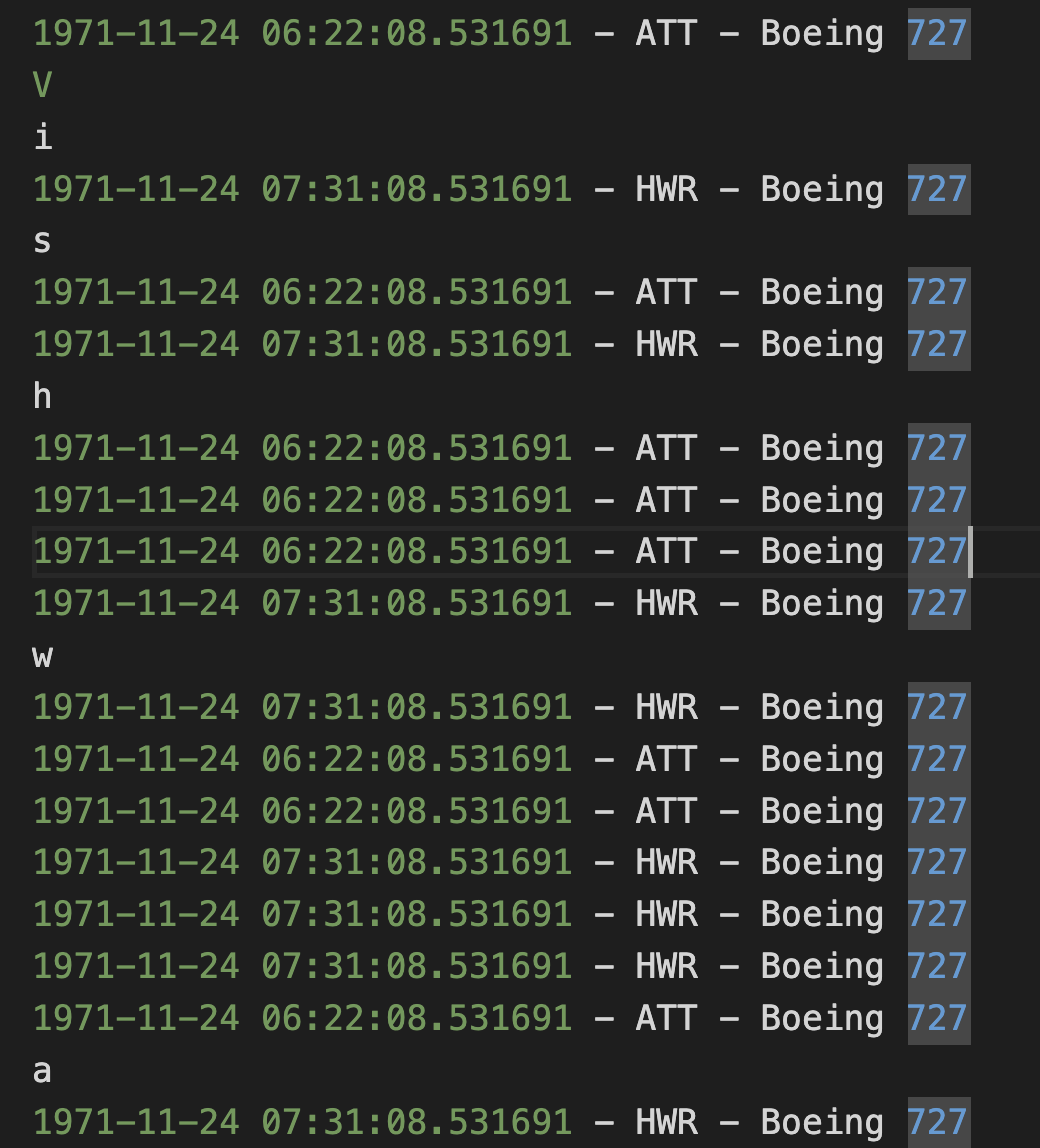 1971-11-24 06:22:08.531691 - ATT - Boeing 727
V
i
1971-11-24 07:31:08.531691 - HWR - Boeing 727
s
1971-11-24 06:22:08.531691 - ATT - Boeing 727
1971-11-24 07:31:08.531691 - HWR - Boeing 727
h
1971-11-24 06:22:08.531691 - ATT - Boeing 727
1971-11-24 06:22:08.531691 - ATT - Boeing 727
1971-11-24 06:22:08.531691 - ATT - Boeing 727
1971-11-24 07:31:08.531691 - HWR - Boeing 727
w
1971-11-24 07:31:08.531691 - HWR - Boeing 727
1971-11-24 06:22:08.531691 - ATT - Boeing 727
1971-11-24 06:22:08.531691 - ATT - Boeing 727
1971-11-24 07:31:08.531691 - HWR - Boeing 727
1971-11-24 07:31:08.531691 - HWR - Boeing 727
1971-11-24 07:31:08.531691 - HWR - Boeing 727
1971-11-24 06:22:08.531691 - ATT - Boeing 727
a
1971-11-24 07:31:08.531691 - HWR - Boeing 727